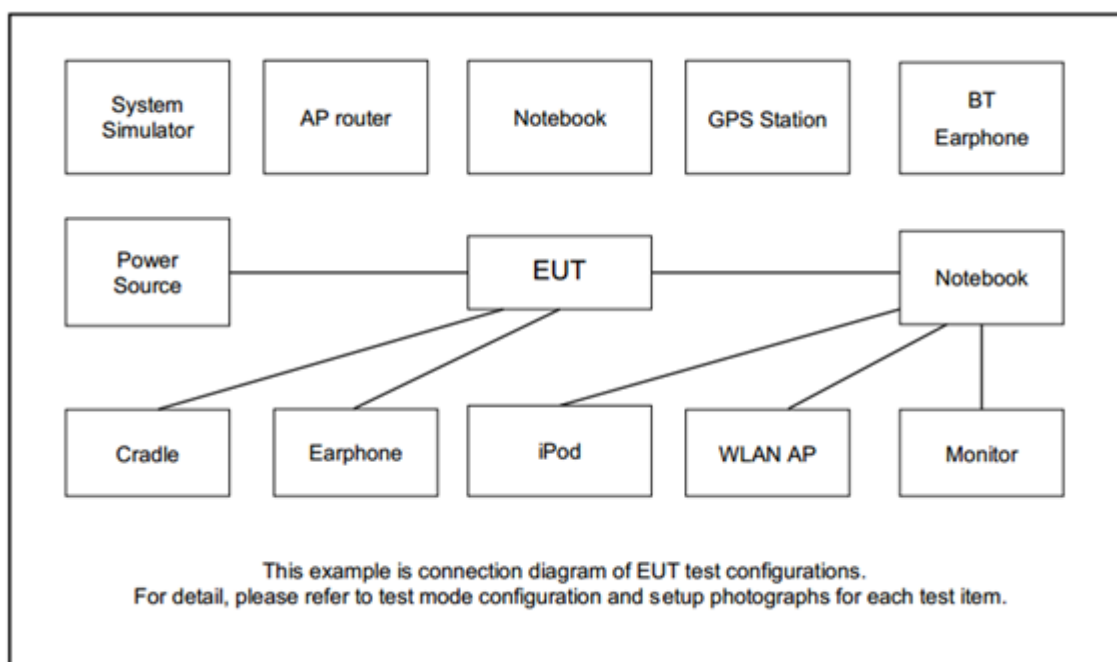 System
Simulator
AP router
Notebook
GPS Station
BT
Earphone
Power
Source
EUT
Notebook
Cradle
Earphone
iPod
WLAN AP
Monitor
This example is connection diagram of EUT test configurations.
For detail, please refer to test mode configuration and setup photographs for each test item.